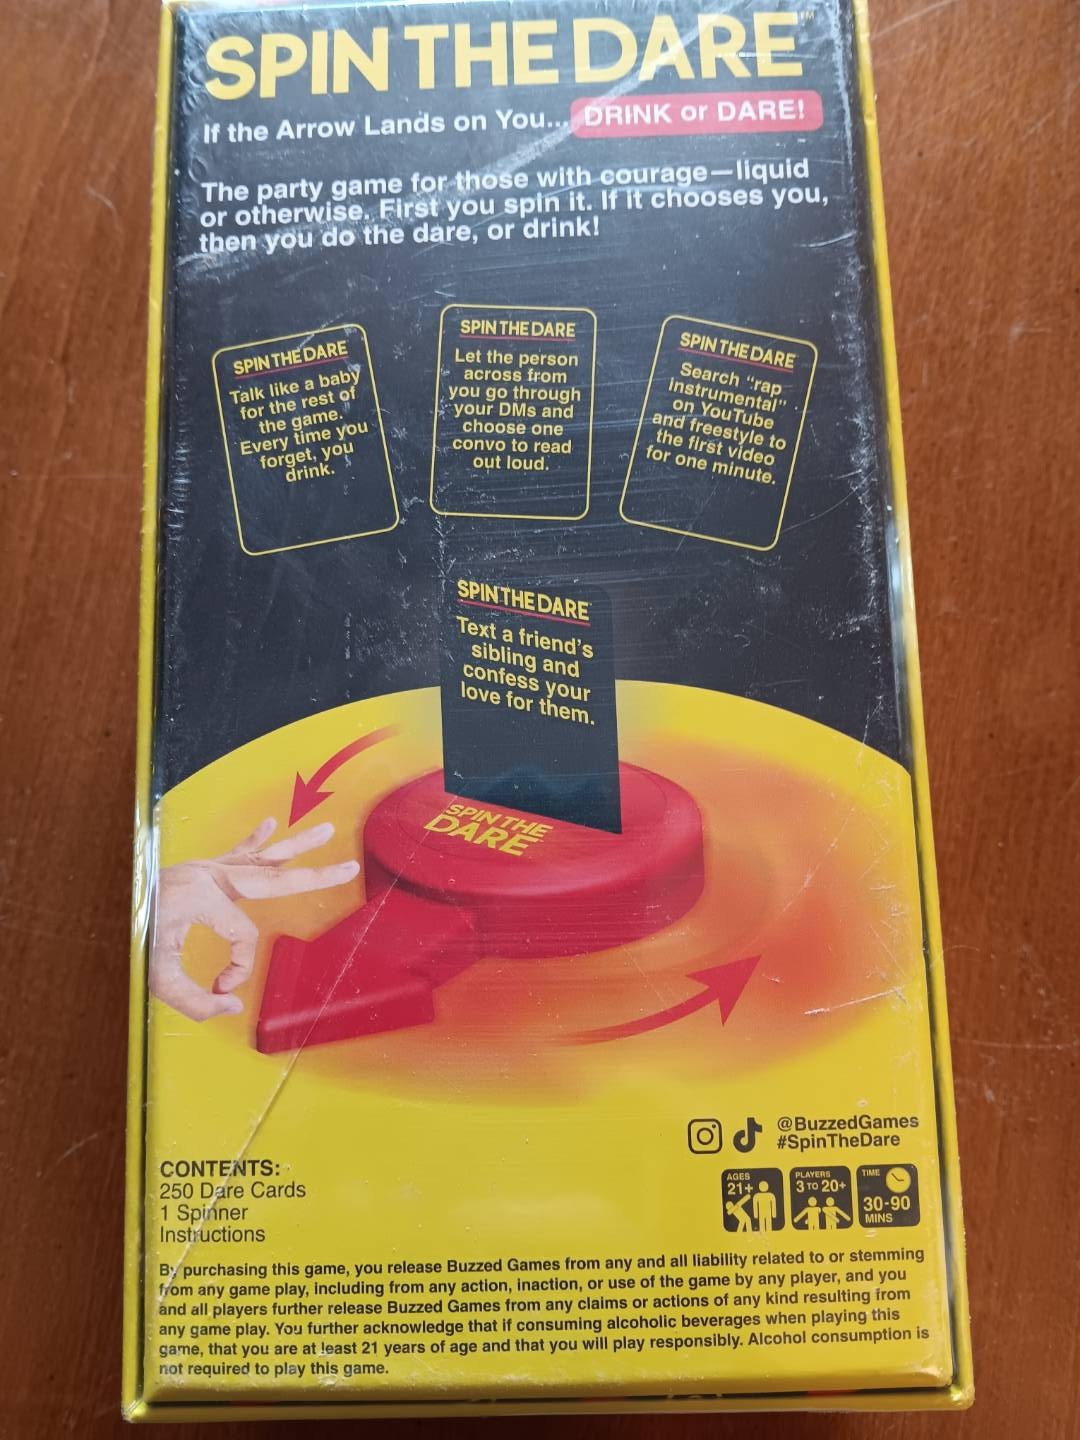 SPIN THE DARE™
If the Arrow Lands on You... DRINK or DARE!
The party game for those with courage—liquid
or otherwise. First you spin it. If it chooses you,
then you do the dare, or drink!
SPIN THE DARE
Talk like a baby
for the rest of
the game.
Every time you
forget, you
drink.
SPIN THE DARE
Let the person
across from
you go through
your DMs and
choose one
convo to read
out loud.
SPIN THE DARE
Search "rap
instrumental"
on YouTube
and freestyle to
the first video
for one minute.
SPIN THE DARE
Text a friend's
sibling and
confess your
love for them.
SPIN THE
DARE
@BuzzedGames
#SpinTheDare
CONTENTS:
250 Dare Cards
1 Spinner
Instructions
AGES
21+
PLAYERS
3 TO 20+
TIME
30-90
MINS
By purchasing this game, you release Buzzed Games from any and all liability related to or stemming
from any game play, including from any action, inaction, or use of the game by any player, and you
and all players further release Buzzed Games from any claims or actions of any kind resulting from
any game play. You further acknowledge that if consuming alcoholic beverages when playing this
game, that you are at least 21 years of age and that you will play responsibly. Alcohol consumption is
not required to play this game.